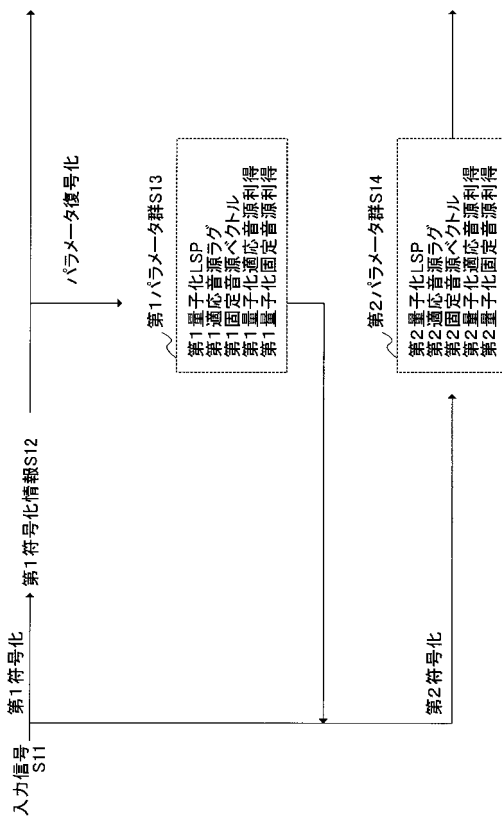 入力信号
S11
第1符号化
第1符号化情報S12
パラメータ復号化
第1パラメータ群S13
第1量子化LSP
第1適応音源ラグ
第1固定音源ベクトル
第1量子化適応音源利得
第1量子化固定音源利得
第2符号化
第2パラメータ群S14
第2量子化LSP
第2適応音源ラグ
第2固定音源ベクトル
第2量子化適応音源利得
第2量子化固定音源利得